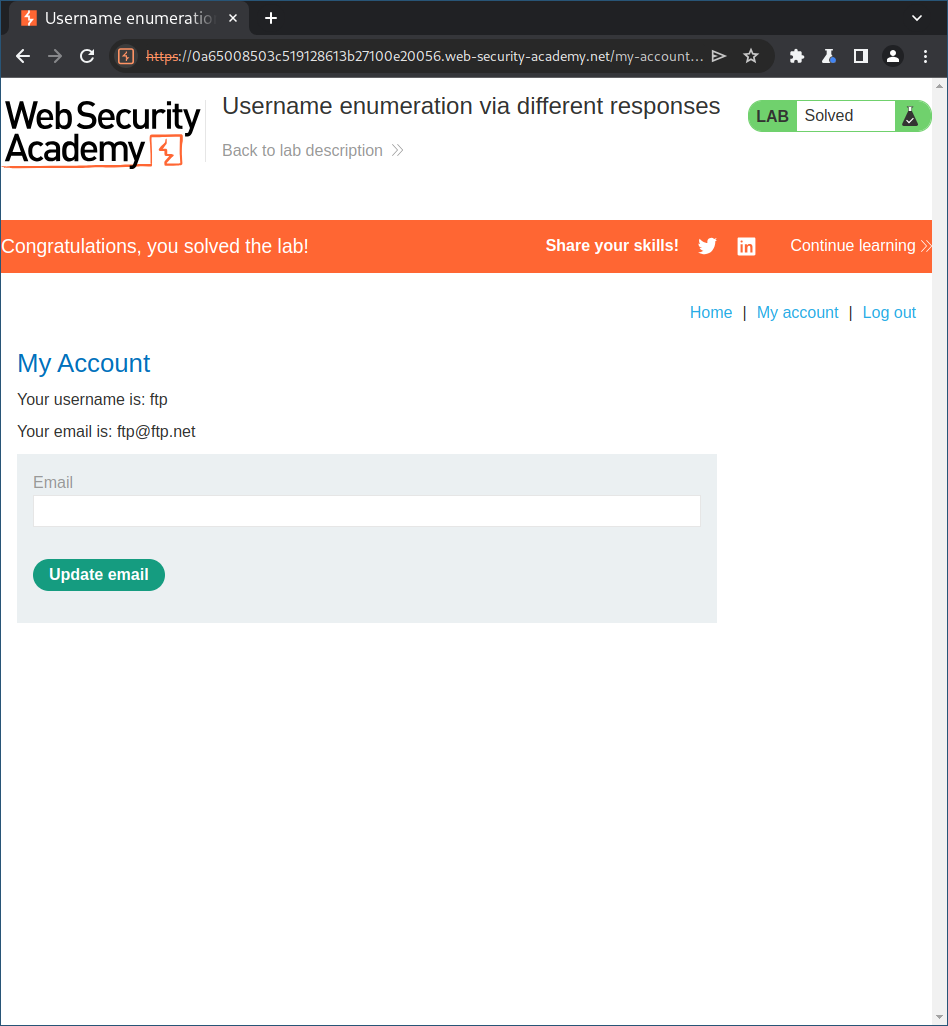 Username enumeratio
https://0a65008503c519128613b27100e20056.web-security-academy.net/my-account...
Web Security
Academy
Username enumeration via different responses
Back to lab description
LAB Solved
Congratulations, you solved the lab!
Share your skills!
Continue learning
Home | My account | Log out
My Account
Your username is: ftp
Your email is: ftp@ftp.net
Email
Update email